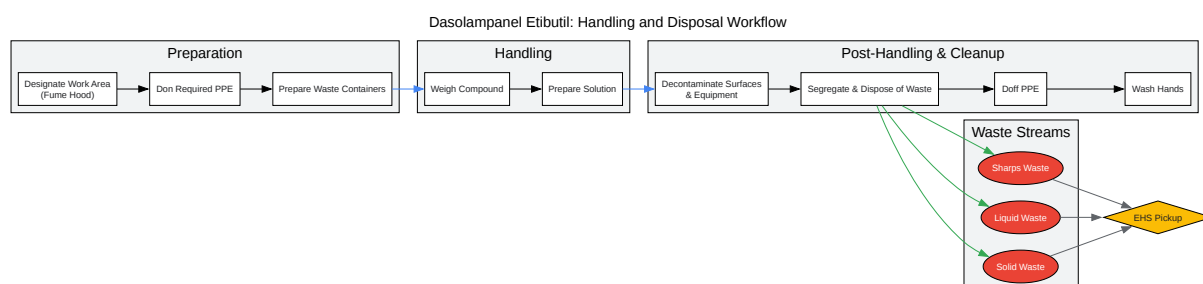 Dasolampanel Etibutil: Handling and Disposal Workflow
Preparation
Designate Work Area
(Fume Hood)
Don Required PPE
Prepare Waste Containers
Handling
Weigh Compound
Prepare Solution
Post-Handling & Cleanup
Decontaminate Surfaces
& Equipment
Segregate & Dispose of Waste
Doff PPE
Wash Hands
Waste Streams
Sharps Waste
Liquid Waste
Solid Waste
EHS Pickup